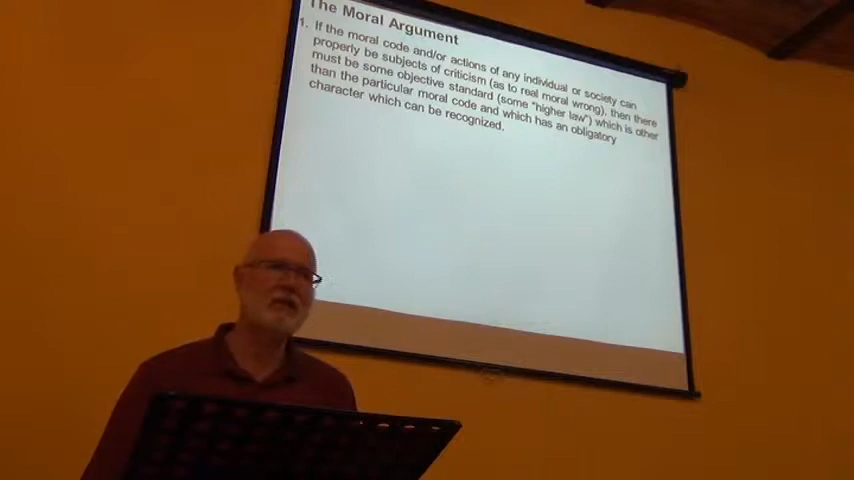 The Moral Argument
1. If the moral code and/or actions of any individual or society can
properly be subjects of criticism (as to real moral wrong), then there
must be some objective standard (some "higher law") which is other
than the particular moral code and which has an obligatory
character which can be recognized.